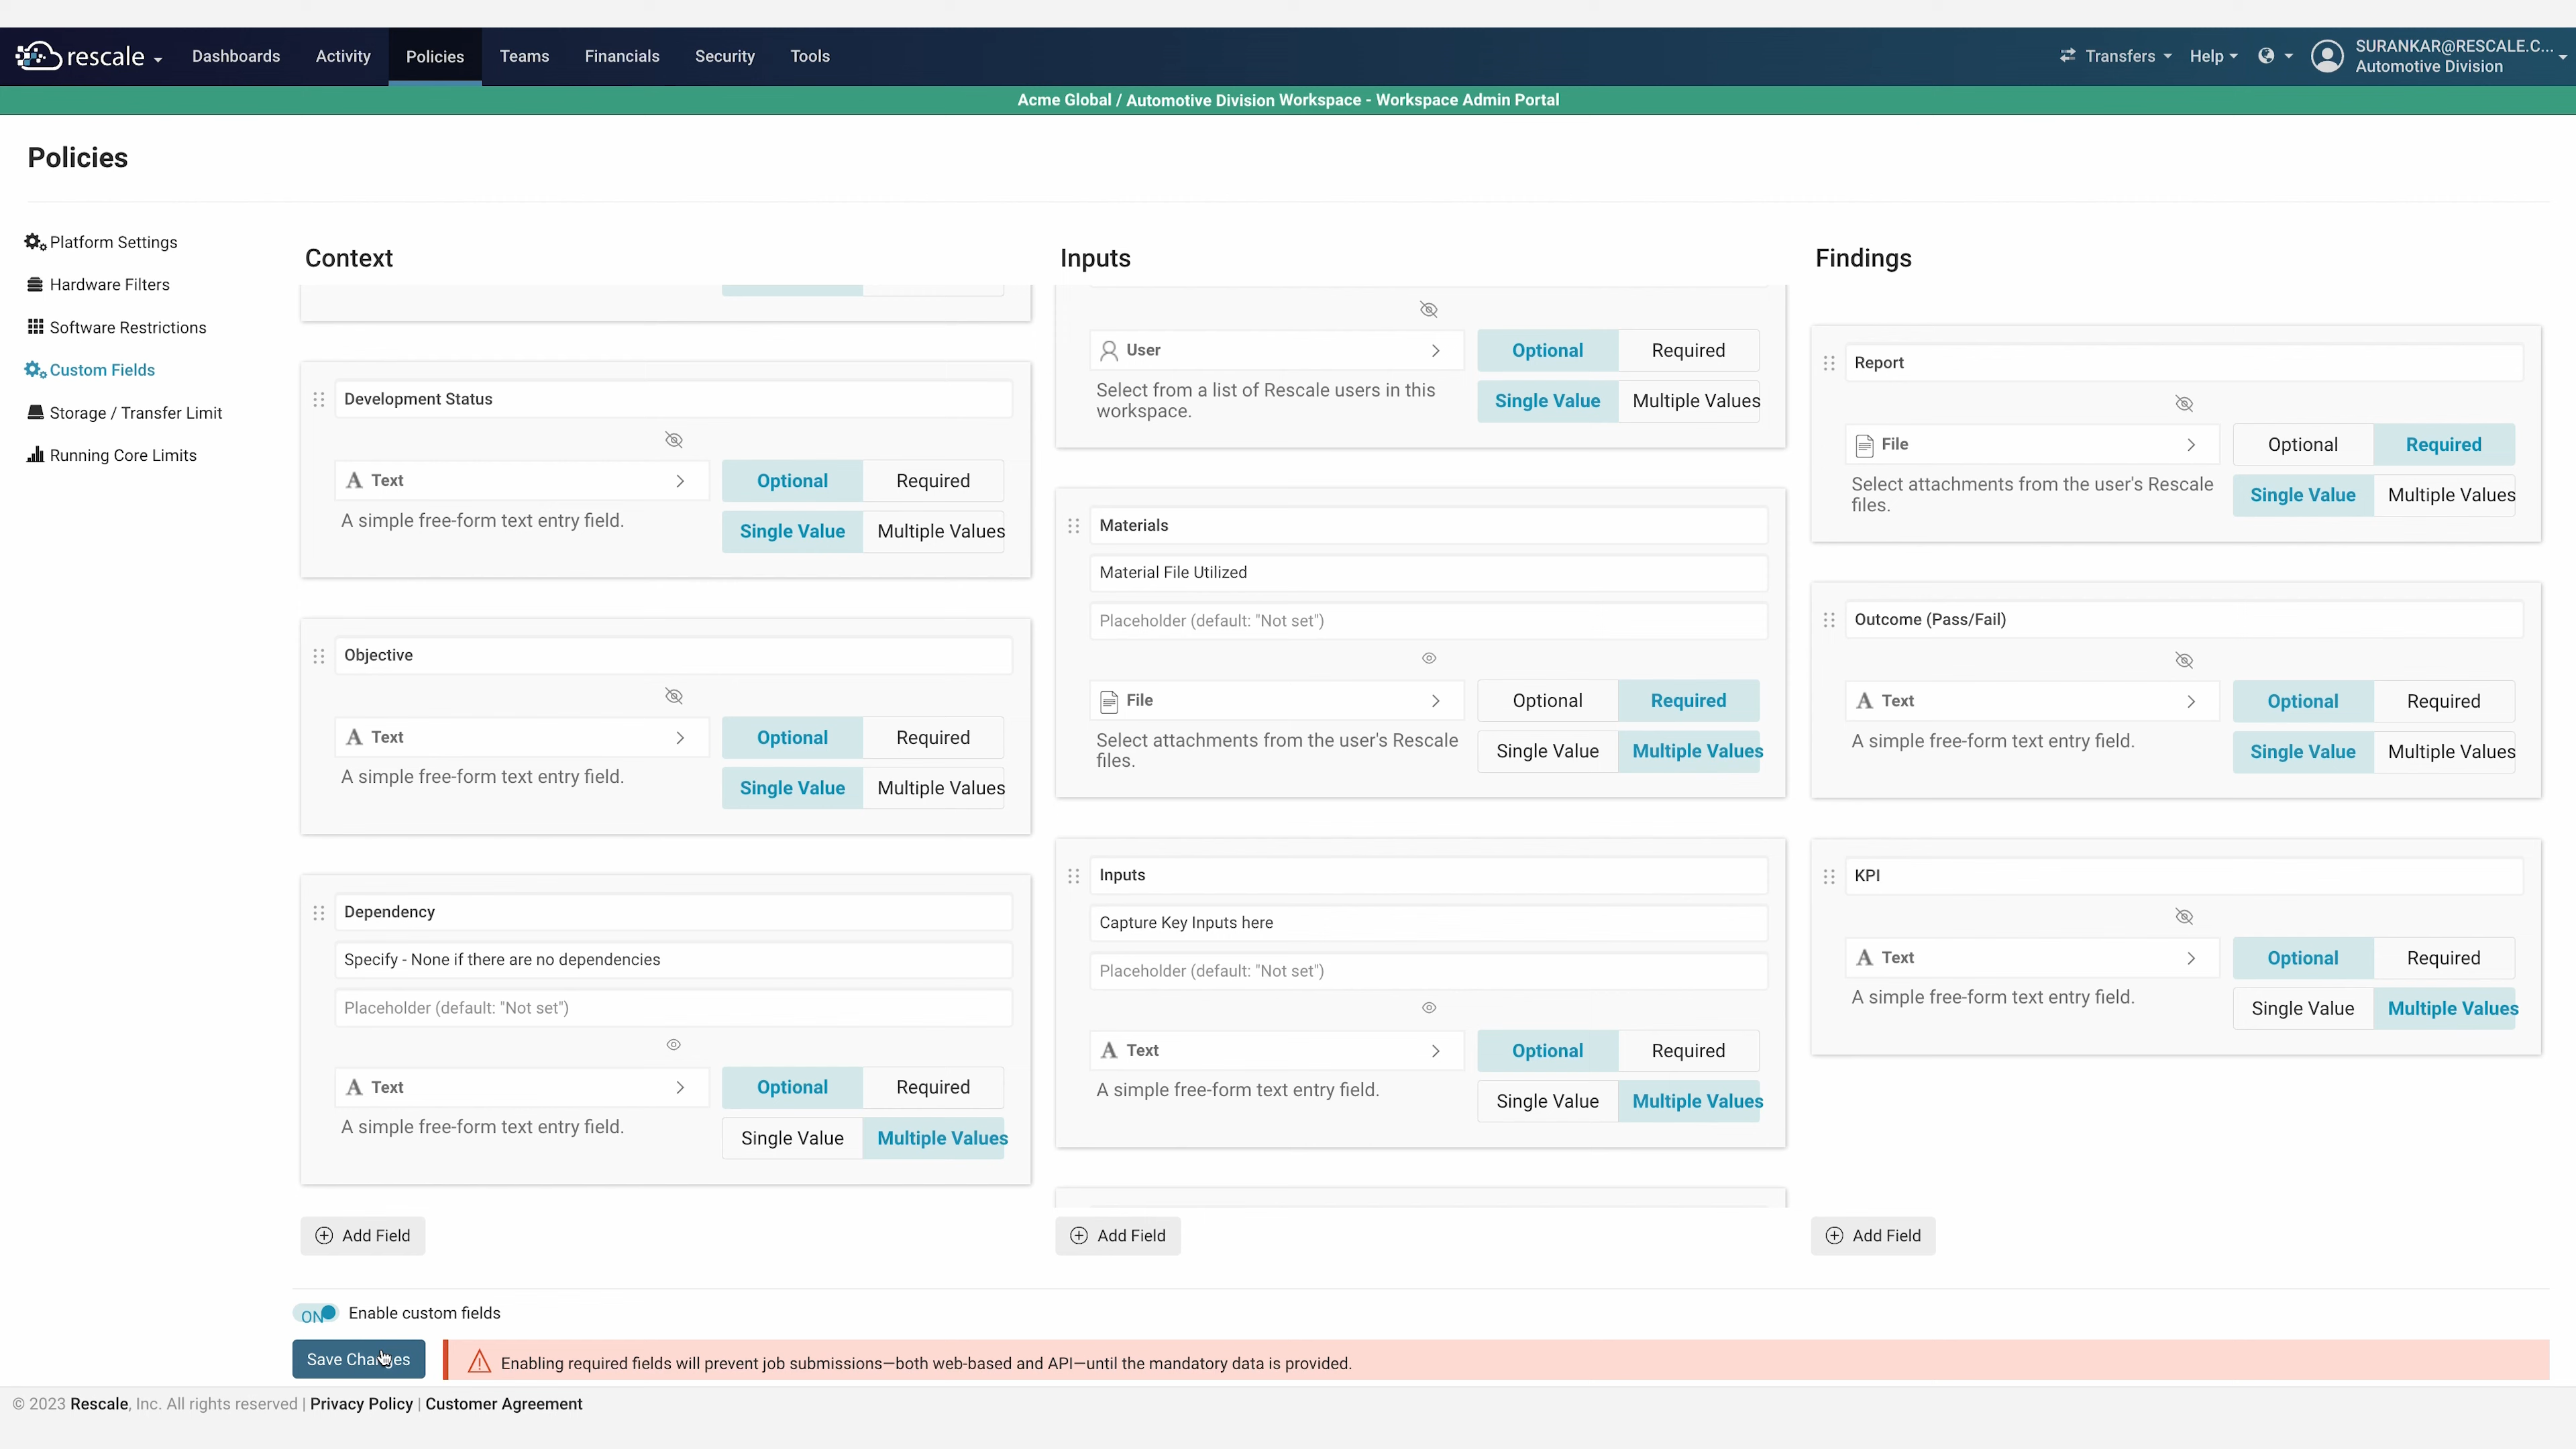 rescale
Dashboards
Activity
Policies
Teams
Financials
Security
Tools
Transfers
Help
SURANKAR@RESCALE.C...
Automotive Division
Acme Global / Automotive Division Workspace - Workspace Admin Portal
Policies
Platform Settings
Hardware Filters
Software Restrictions
Custom Fields
Storage / Transfer Limit
Running Core Limits
Context
Development Status
Text
Optional
Required
A simple free-form text entry field.
Single Value
Multiple Values
Objective
Text
Optional
Required
A simple free-form text entry field.
Single Value
Multiple Values
Dependency
Specify - None if there are no dependencies
Placeholder (default: "Not set")
Text
Optional
Required
A simple free-form text entry field.
Single Value
Multiple Values
Add Field
Inputs
User
Optional
Required
Select from a list of Rescale users in this
workspace.
Single Value
Multiple Values
Materials
Material File Utilized
Placeholder (default: "Not set")
File
Optional
Required
Select attachments from the user's Rescale
files.
Single Value
Multiple Values
Inputs
Capture Key Inputs here
Placeholder (default: "Not set")
Text
Optional
Required
A simple free-form text entry field.
Single Value
Multiple Values
Add Field
Findings
Report
File
Optional
Required
Select attachments from the user's Rescale
files.
Single Value
Multiple Values
Outcome (Pass/Fail)
Text
Optional
Required
A simple free-form text entry field.
Single Value
Multiple Values
KPI
Text
Optional
Required
A simple free-form text entry field.
Single Value
Multiple Values
Add Field
ON
Enable custom fields
Save Changes
Enabling required fields will prevent job submissions—both web-based and API—until the mandatory data is provided.
© 2023 Rescale, Inc. All rights reserved | Privacy Policy | Customer Agreement